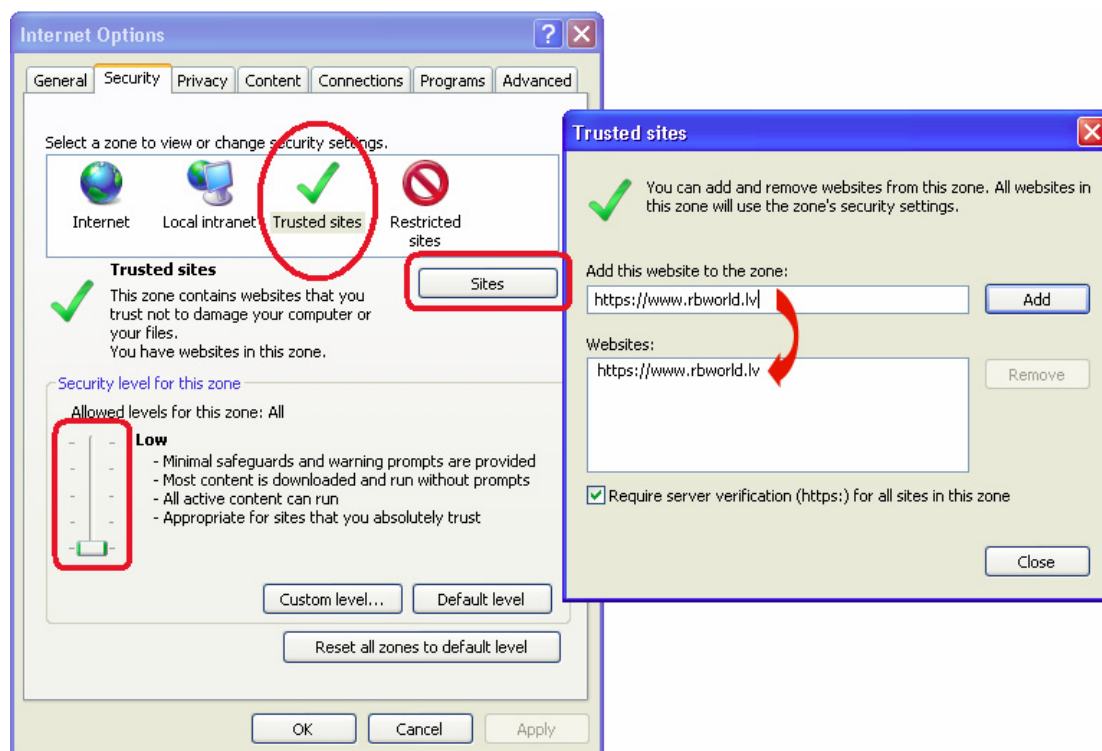 Internet Options
General Security Privacy Content Connections Programs Advanced
Select a zone to view or change security settings.
Internet
Local intranet
Trusted sites
Restricted
sites
Trusted sites
Sites
This zone contains websites that you
trust not to damage your computer or
your files.
You have websites in this zone.
Security level for this zone
Allowed levels for this zone: All
Low
- Minimal safeguards and warning prompts are provided
- Most content is downloaded and run without prompts
- All active content can run
- Appropriate for sites that you absolutely trust
Custom level... Default level
Reset all zones to default level
OK Cancel Apply
Trusted sites
You can add and remove websites from this zone. All websites in
this zone will use the zone's security settings.
Add this website to the zone:
https://www.rbworld.lv Add
Websites:
https://www.rbworld.lv Remove
Require server verification (https:) for all sites in this zone
Close